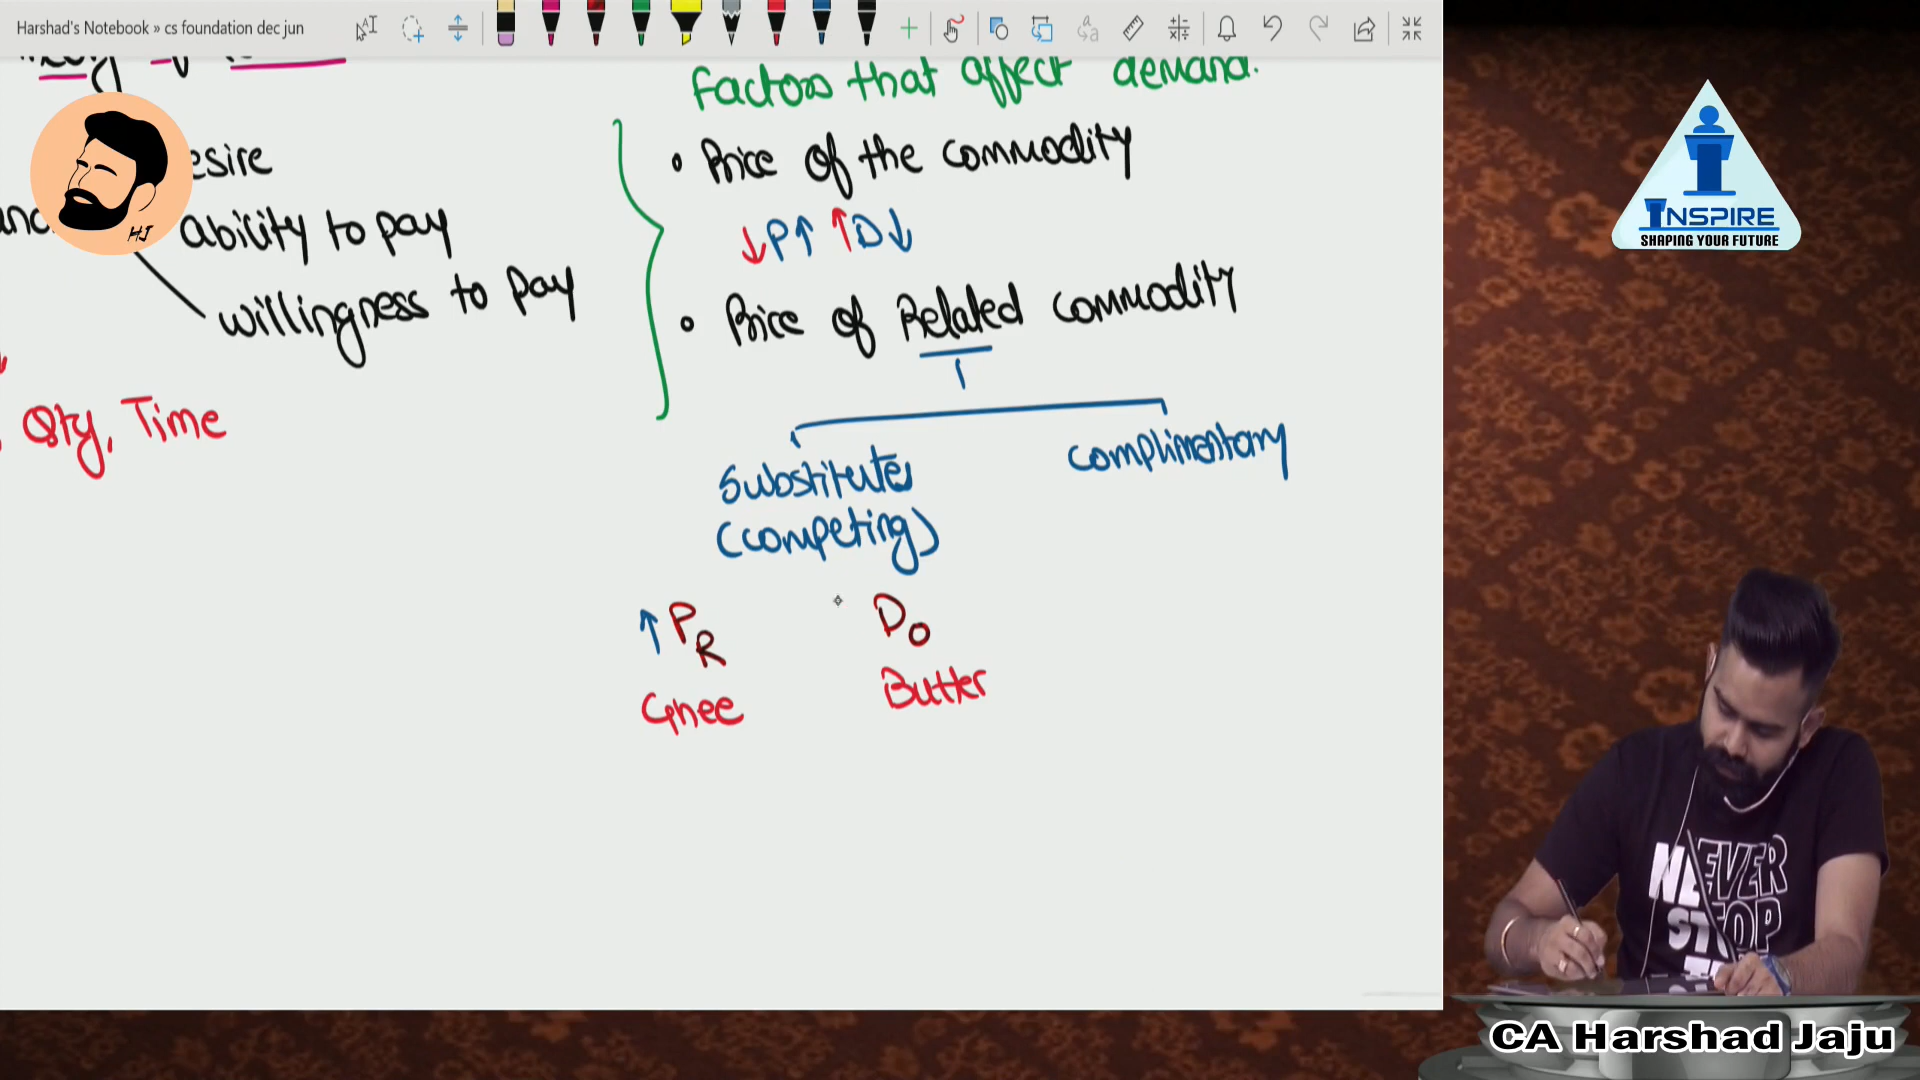 Harshad's Notebook » cs foundation dec jun
Factors that affect demand.
• Price of the commodity
↓P↑ ↑D↓
• Price of Related commodity
Substitutes
(competing)
complimentary
↑ PR
Ghee
Do
Butter
esire
ability to pay
willingness to pay
Qty, Time
HJ
INSPIRE
SHAPING YOUR FUTURE
NEVER
STOP
CA Harshad Jaju